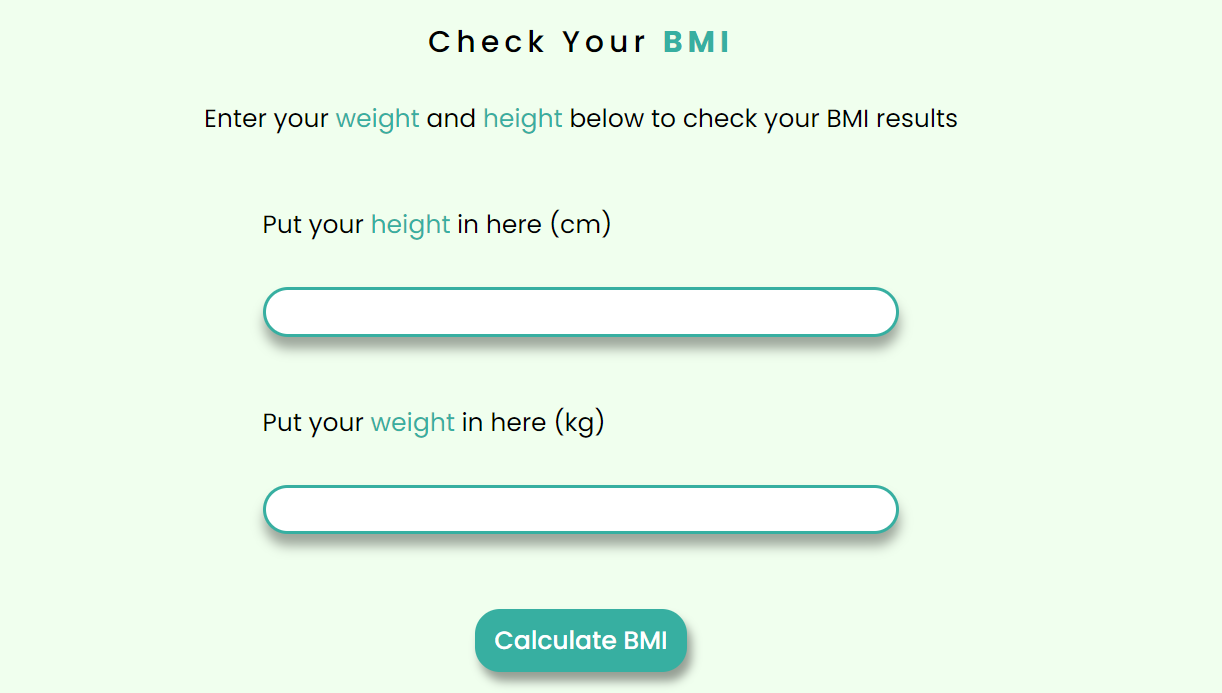 Check Your BMI
Enter your weight and height below to check your BMI results
Put your height in here (cm)
Put your weight in here (kg)
Calculate BMI